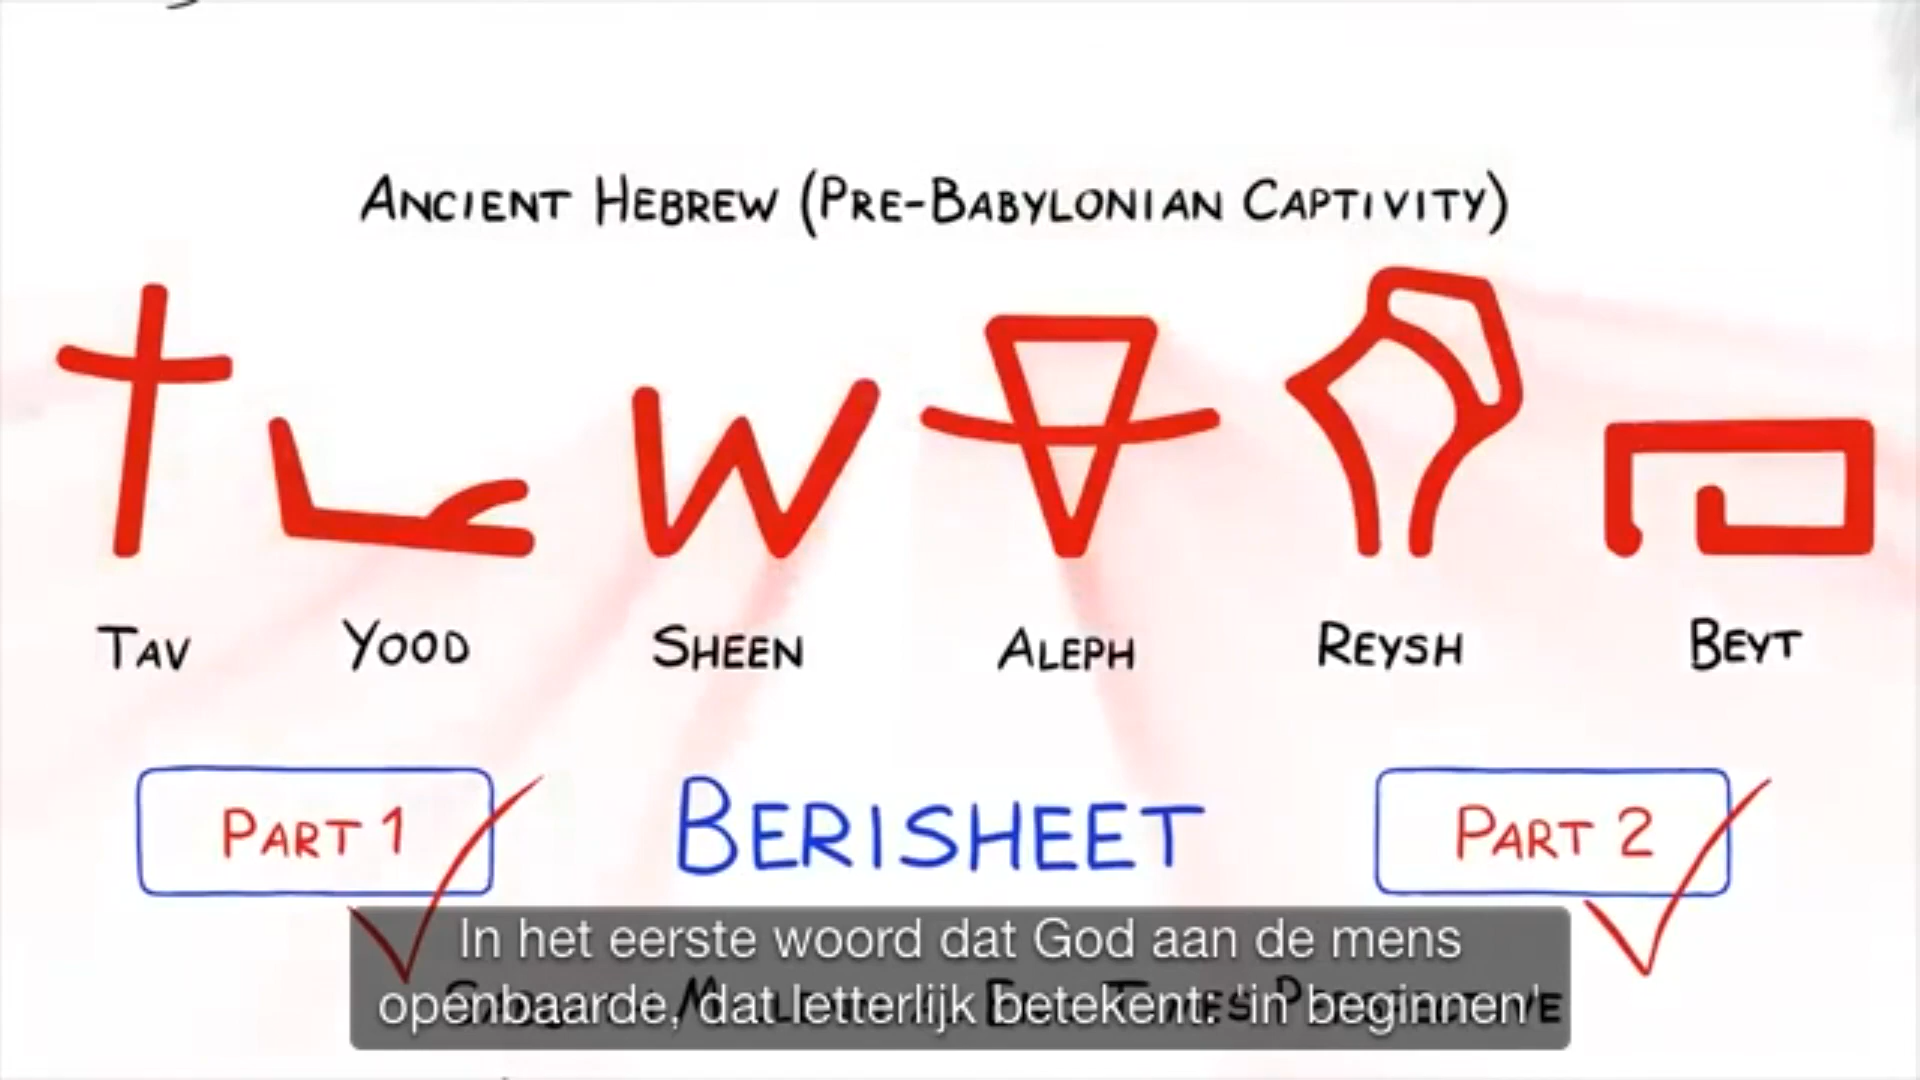 ANCIENT HEBREW (PRE-BABYLONIAN CAPTIVITY)
TAV YOOD SHEEN ALEPH REYSH BEYT
PART 1 BERISHEET PART 2
In het eerste woord dat God aan de mens
openbaarde, dat letterlijk betekent: 'in beginnen'